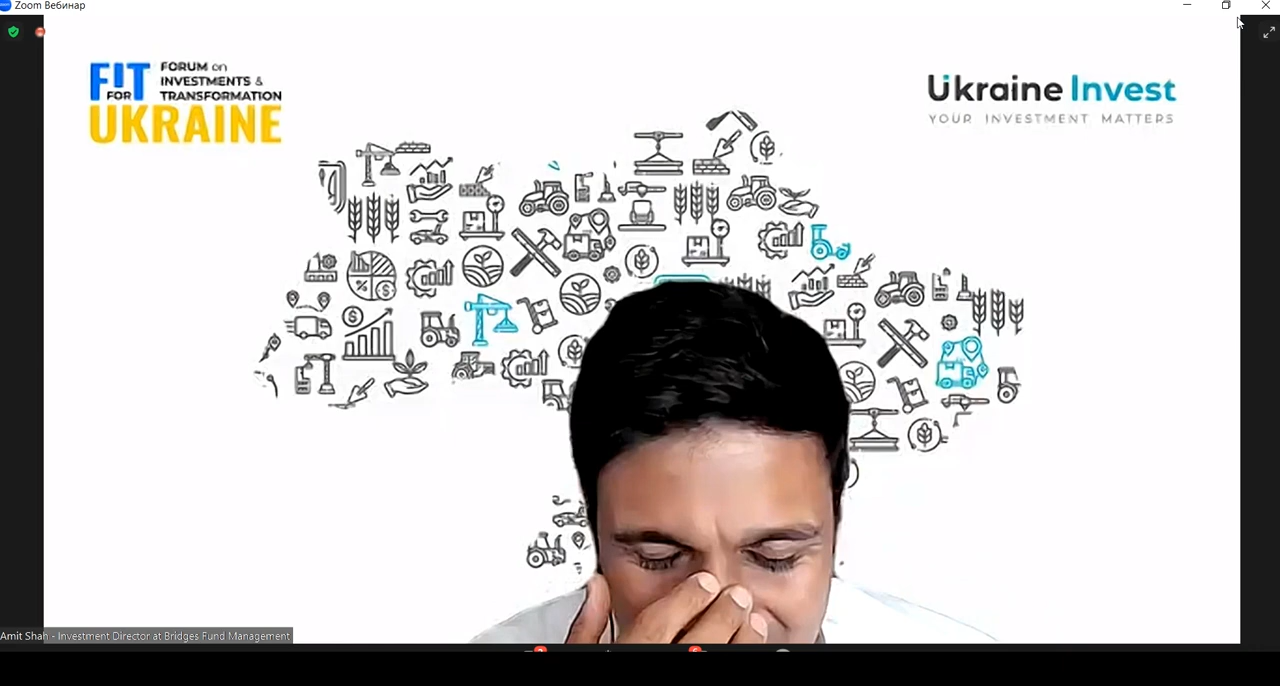 Zoom Вебинар
FIT
FOR
UKRAINE
FORUM on
INVESTMENTS &
TRANSFORMATION
Ukraine Invest
YOUR INVESTMENT MATTERS
Amit Shah - Investment Director at Bridges Fund Management